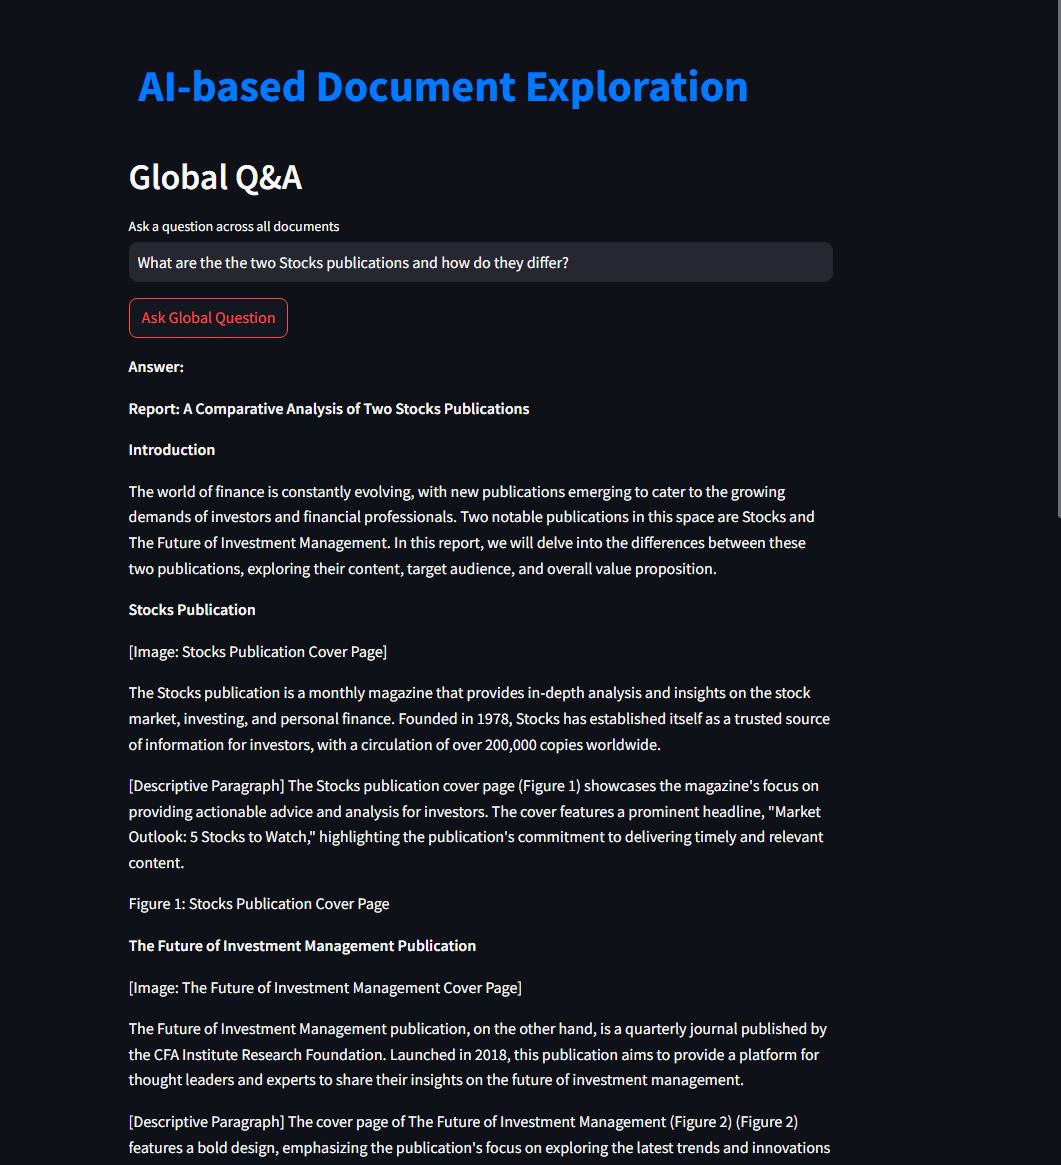 AI-based Document Exploration
Global Q&A
Ask a question across all documents
What are the the two Stocks publications and how do they differ?
Ask Global Question
Answer:
Report: A Comparative Analysis of Two Stocks Publications
Introduction
The world of finance is constantly evolving, with new publications emerging to cater to the growing
demands of investors and financial professionals. Two notable publications in this space are Stocks and
The Future of Investment Management. In this report, we will delve into the differences between these
two publications, exploring their content, target audience, and overall value proposition.
Stocks Publication
[Image: Stocks Publication Cover Page]
The Stocks publication is a monthly magazine that provides in-depth analysis and insights on the stock
market, investing, and personal finance. Founded in 1978, Stocks has established itself as a trusted source
of information for investors, with a circulation of over 200,000 copies worldwide.
[Descriptive Paragraph] The Stocks publication cover page (Figure 1) showcases the magazine's focus on
providing actionable advice and analysis for investors. The cover features a prominent headline, "Market
Outlook: 5 Stocks to Watch," highlighting the publication's commitment to delivering timely and relevant
content.
Figure 1: Stocks Publication Cover Page
The Future of Investment Management Publication
[Image: The Future of Investment Management Cover Page]
The Future of Investment Management publication, on the other hand, is a quarterly journal published by
the CFA Institute Research Foundation. Launched in 2018, this publication aims to provide a platform for
thought leaders and experts to share their insights on the future of investment management.
[Descriptive Paragraph] The cover page of The Future of Investment Management (Figure 2) (Figure 2)
features a bold design, emphasizing the publication's focus on exploring the latest trends and innovations